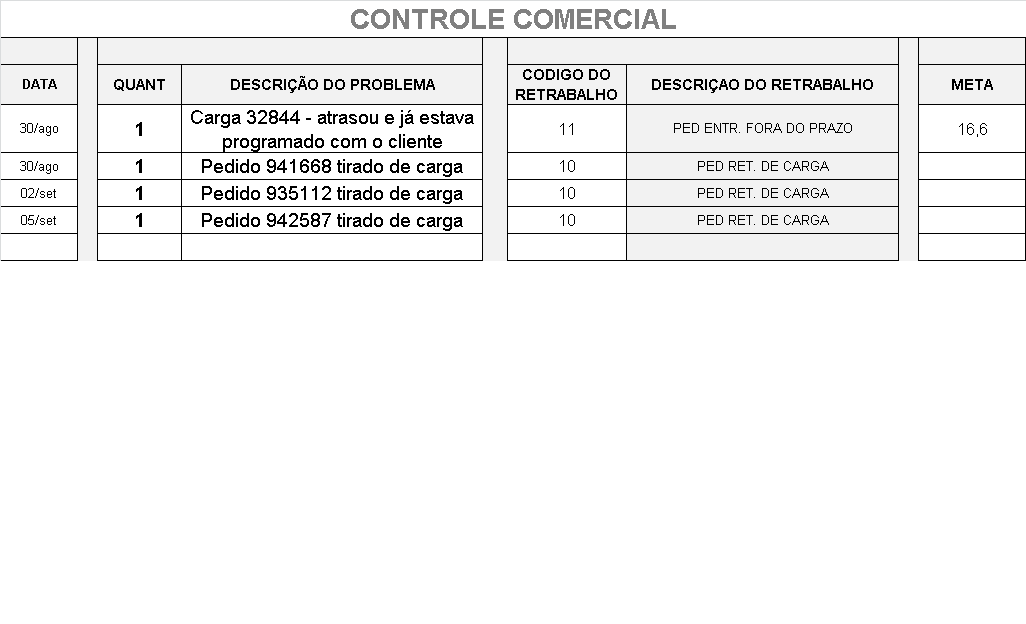 CONTROLE COMERCIAL
DATA QUANT DESCRIÇÃO DO PROBLEMA CODIGO DO RETRABALHO DESCRIÇAO DO RETRABALHO META
30/ago 1 Carga 32844 - atrasou e já estava programado com o cliente 11 PED ENTR. FORA DO PRAZO 16,6
30/ago 1 Pedido 941668 tirado de carga 10 PED RET. DE CARGA
02/set 1 Pedido 935112 tirado de carga 10 PED RET. DE CARGA
05/set 1 Pedido 942587 tirado de carga 10 PED RET. DE CARGA